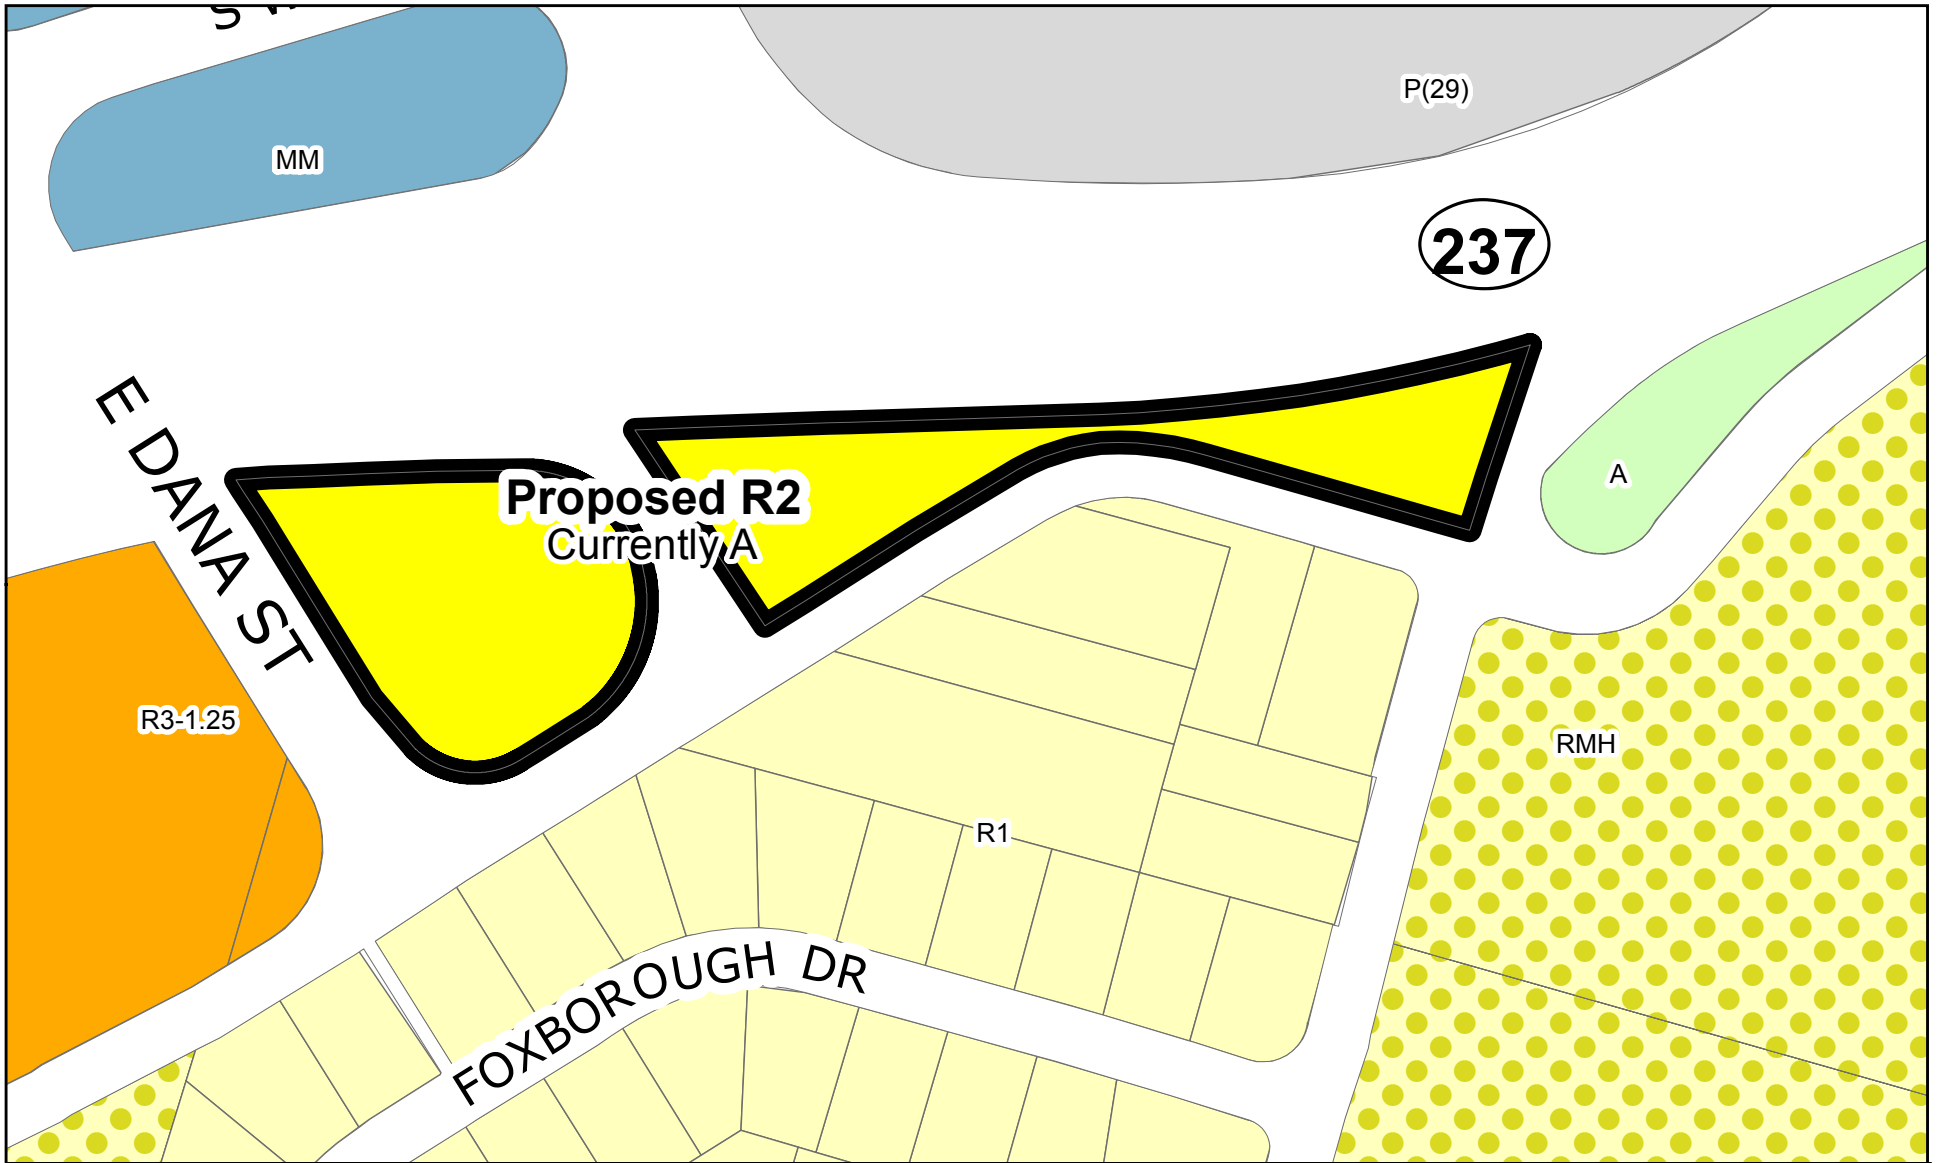 S
MM
P(29)
237
E DANA ST
Proposed R2
Currently A
A
R3-1.25
RMH
R1
FOXBOROUGH DR